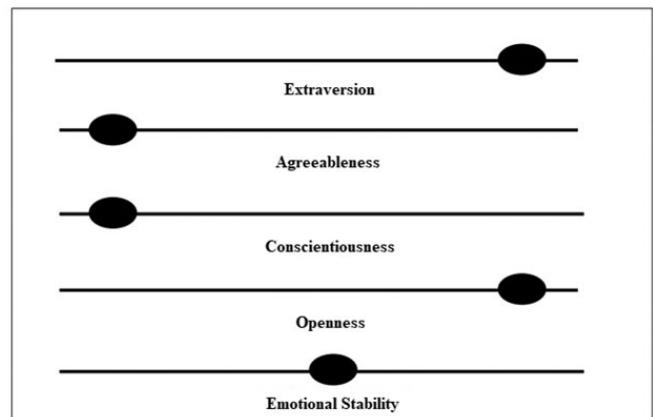 Extraversion
Agreeableness
Conscientiousness
Openness
Emotional Stability